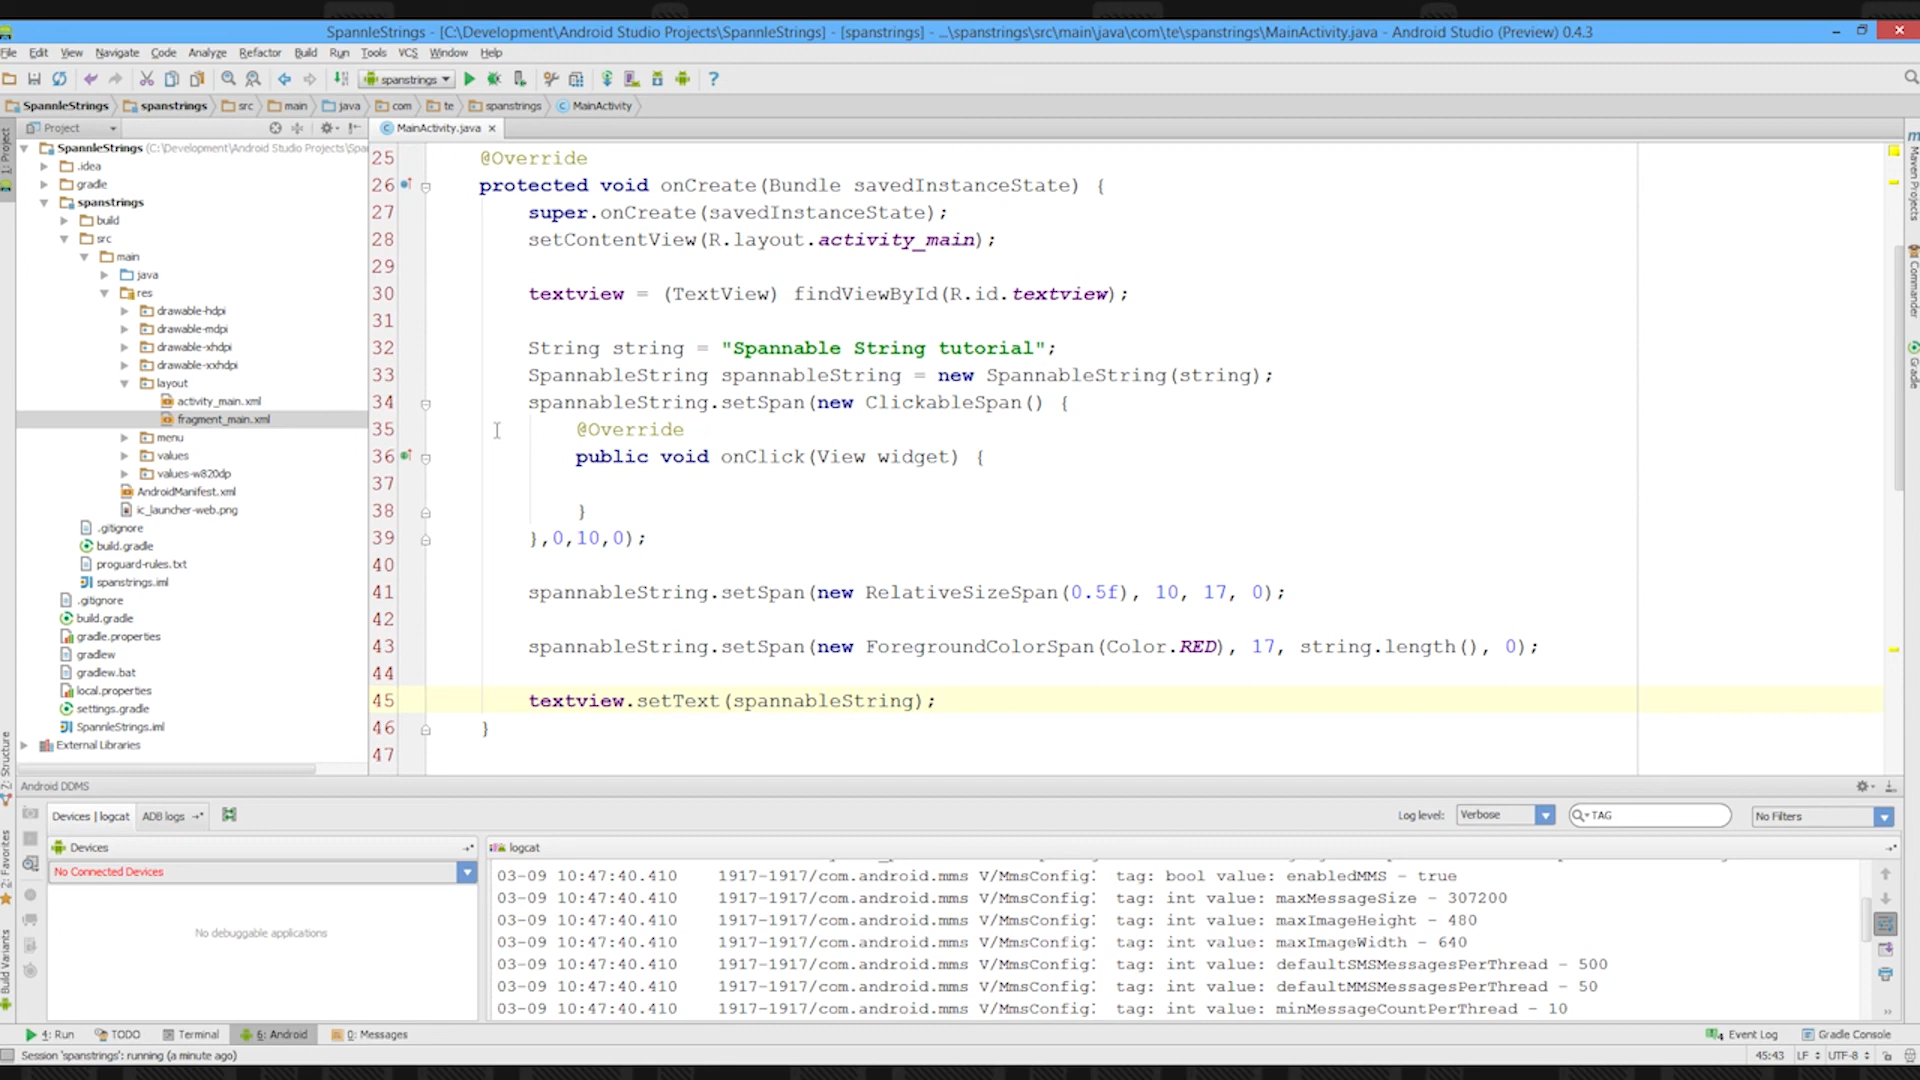 SpannleStrings - [C:\Development\Android Studio Projects\SpannleStrings] - [spanstrings] - ...\spanstrings\src\main\java\com\te\spanstrings\MainActivity.java - Android Studio (Preview) 0.4.3
File Edit View Navigate Code Analyze Refactor Build Run Tools VCS Window Help
spanstrings
SpannleStrings spanstrings src main java com te spanstrings MainActivity
Project
MainActivity.java
1: Project
SpannleStrings (C:\Development\Android Studio Projects\Spa
.idea
gradle
spanstrings
build
src
main
java
res
drawable-hdpi
drawable-mdpi
drawable-xhdpi
drawable-xxhdpi
layout
activity_main.xml
fragment_main.xml
menu
values
values-w820dp
AndroidManifest.xml
ic_launcher-web.png
.gitignore
build.gradle
proguard-rules.txt
spanstrings.iml
.gitignore
build.gradle
gradle.properties
gradlew
gradlew.bat
local.properties
settings.gradle
SpannleStrings.iml
External Libraries
25 @Override
26 protected void onCreate(Bundle savedInstanceState) {
27 super.onCreate(savedInstanceState);
28 setContentView(R.layout.activity_main);
29
30 textview = (TextView) findViewById(R.id.textview);
31
32 String string = "Spannable String tutorial";
33 SpannableString spannableString = new SpannableString(string);
34 spannableString.setSpan(new ClickableSpan() {
35 @Override
36 public void onClick(View widget) {
37
38 }
39 },0,10,0);
40
41 spannableString.setSpan(new RelativeSizeSpan(0.5f), 10, 17, 0);
42
43 spannableString.setSpan(new ForegroundColorSpan(Color.RED), 17, string.length(), 0);
44
45 textview.setText(spannableString);
46 }
47
Maven Projects
Commander
Gradle
Z: Structure
2: Favorites
Build Variants
Android DDMS
Devices | logcat ADB logs
Log level: Verbose TAG No Filters
Devices
No Connected Devices
No debuggable applications
logcat
03-09 10:47:40.410 1917-1917/com.android.mms V/MmsConfig: tag: bool value: enabledMMS - true
03-09 10:47:40.410 1917-1917/com.android.mms V/MmsConfig: tag: int value: maxMessageSize - 307200
03-09 10:47:40.410 1917-1917/com.android.mms V/MmsConfig: tag: int value: maxImageHeight - 480
03-09 10:47:40.410 1917-1917/com.android.mms V/MmsConfig: tag: int value: maxImageWidth - 640
03-09 10:47:40.410 1917-1917/com.android.mms V/MmsConfig: tag: int value: defaultSMSMessagesPerThread - 500
03-09 10:47:40.410 1917-1917/com.android.mms V/MmsConfig: tag: int value: defaultMMSMessagesPerThread - 50
03-09 10:47:40.410 1917-1917/com.android.mms V/MmsConfig: tag: int value: minMessageCountPerThread - 10
4: Run TODO Terminal 6: Android 0: Messages Event Log Gradle Console
Session 'spanstrings': running (a minute ago) 45:43 LF UTF-8